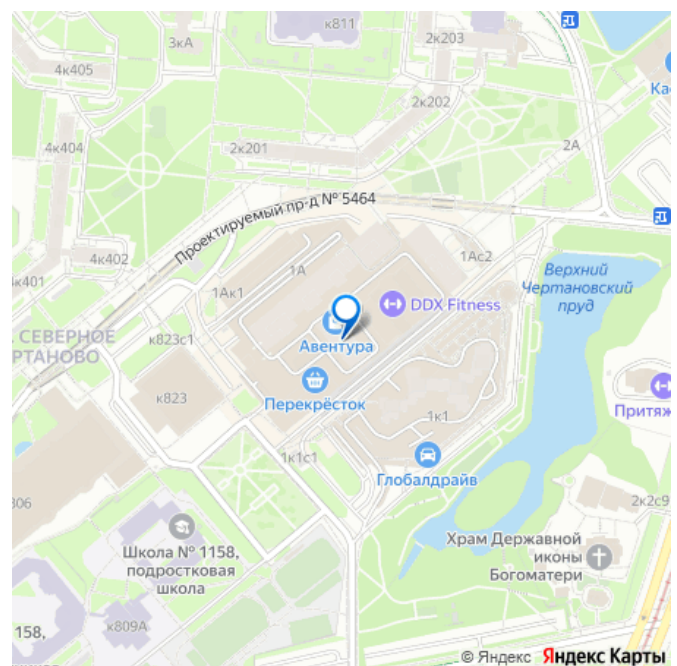 к811
2к203
3кА
4к405
2к202
Ка
4к404
2к201
2А
Проектируемый пр-д № 5464
4к402
1Ас2
1А
Верхний
Чертановский
пруд
к401
1Ак1
DDX Fitness
СЕВЕРНОЕ
РТАНОВО
к823с1
Авентура
Перекрёсток
к823
1к1
Притяж
1к1с1
Глобалдрайв
306
2к2с9
Школа № 1158,
подростковая
школа
Храм Державной
иконы
Богоматери
к809А
158,
© Яндекс Яндекс Карты